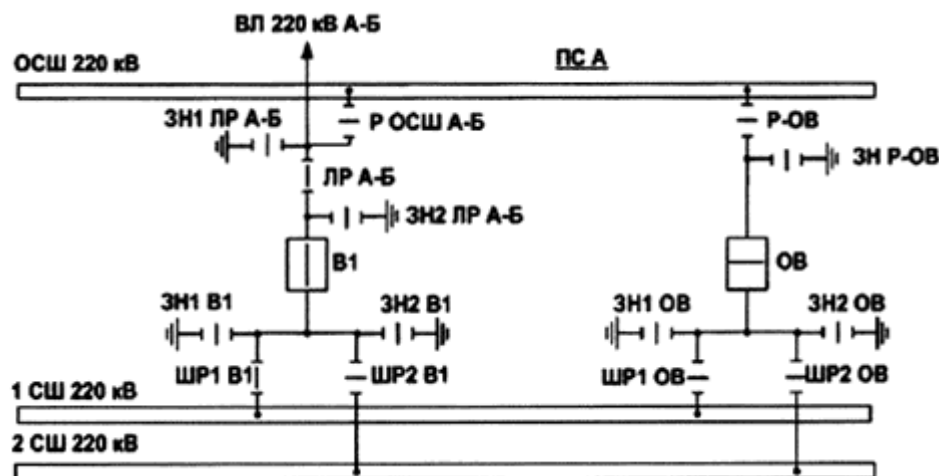 ВЛ 220 кВ А-Б
ОСШ 220 кВ
ПС А
ЗН1 ЛР А-Б
Р ОСШ А-Б
Р-ОВ
ЗН Р-ОВ
ЛР А-Б
ЗН2 ЛР А-Б
В1
ОВ
ЗН1 В1
ЗН2 В1
ЗН1 ОВ
ЗН2 ОВ
ШР1 В1
ШР2 В1
ШР1 ОВ
ШР2 ОВ
1 СШ 220 кВ
2 СШ 220 кВ